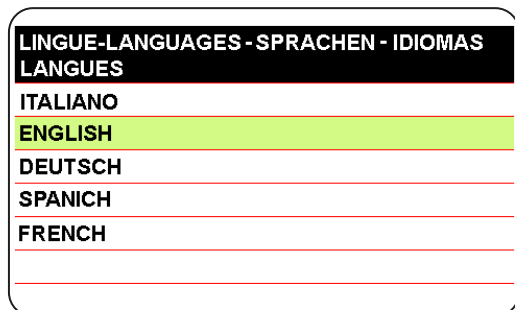 LINGUE-LANGUAGES - SPRACHEN - IDIOMAS
LANGUES
ITALIANO
ENGLISH
DEUTSCH
SPANICH
FRENCH